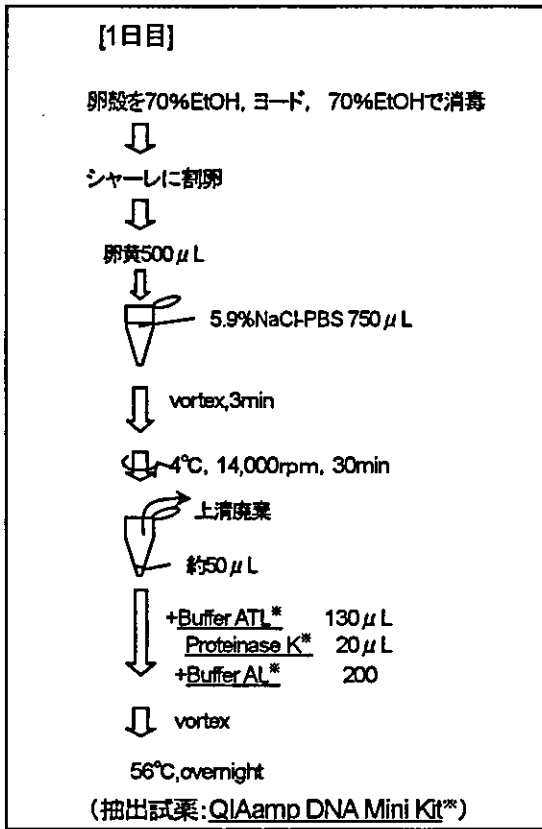 [1日目]
卵殻を70%EtOH, ヨード, 70%EtOHで消毒
シャーレに割卵
卵黄500μL
5.9%NaCl-PBS 750μL
vortex,3min
4℃, 14,000rpm, 30min
上清廃棄
約50μL
+Buffer ATL※ 130μL
Proteinase K※ 20μL
+Buffer AL※ 200
vortex
56℃,overnight
(抽出試薬:QIAamp DNA Mini Kit※)